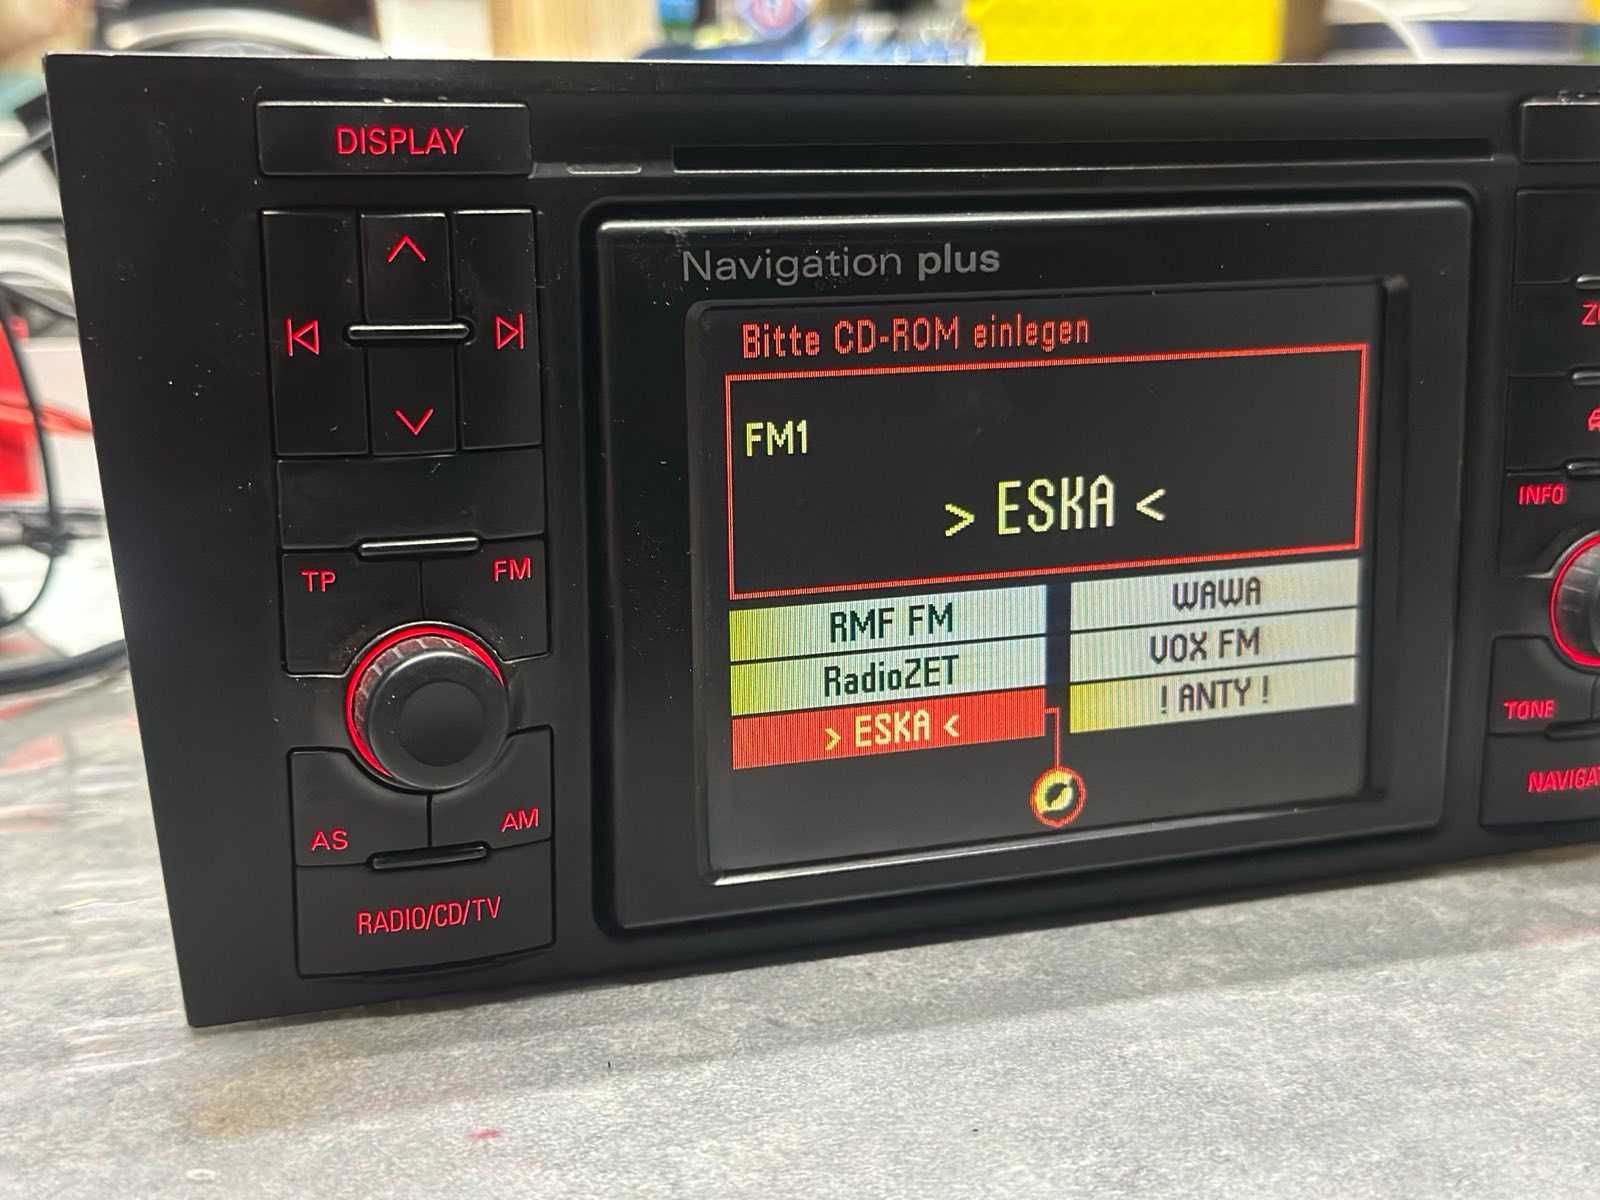 DISPLAY
Navigation plus
Bitte CD-ROM einlegen
FM1
> ESKA <
RMF FM
WAWA
RadioZET
VOX FM
> ESKA <
! ANTY !
TP
FM
AS
AM
RADIO/CD/TV
INFO
TONE